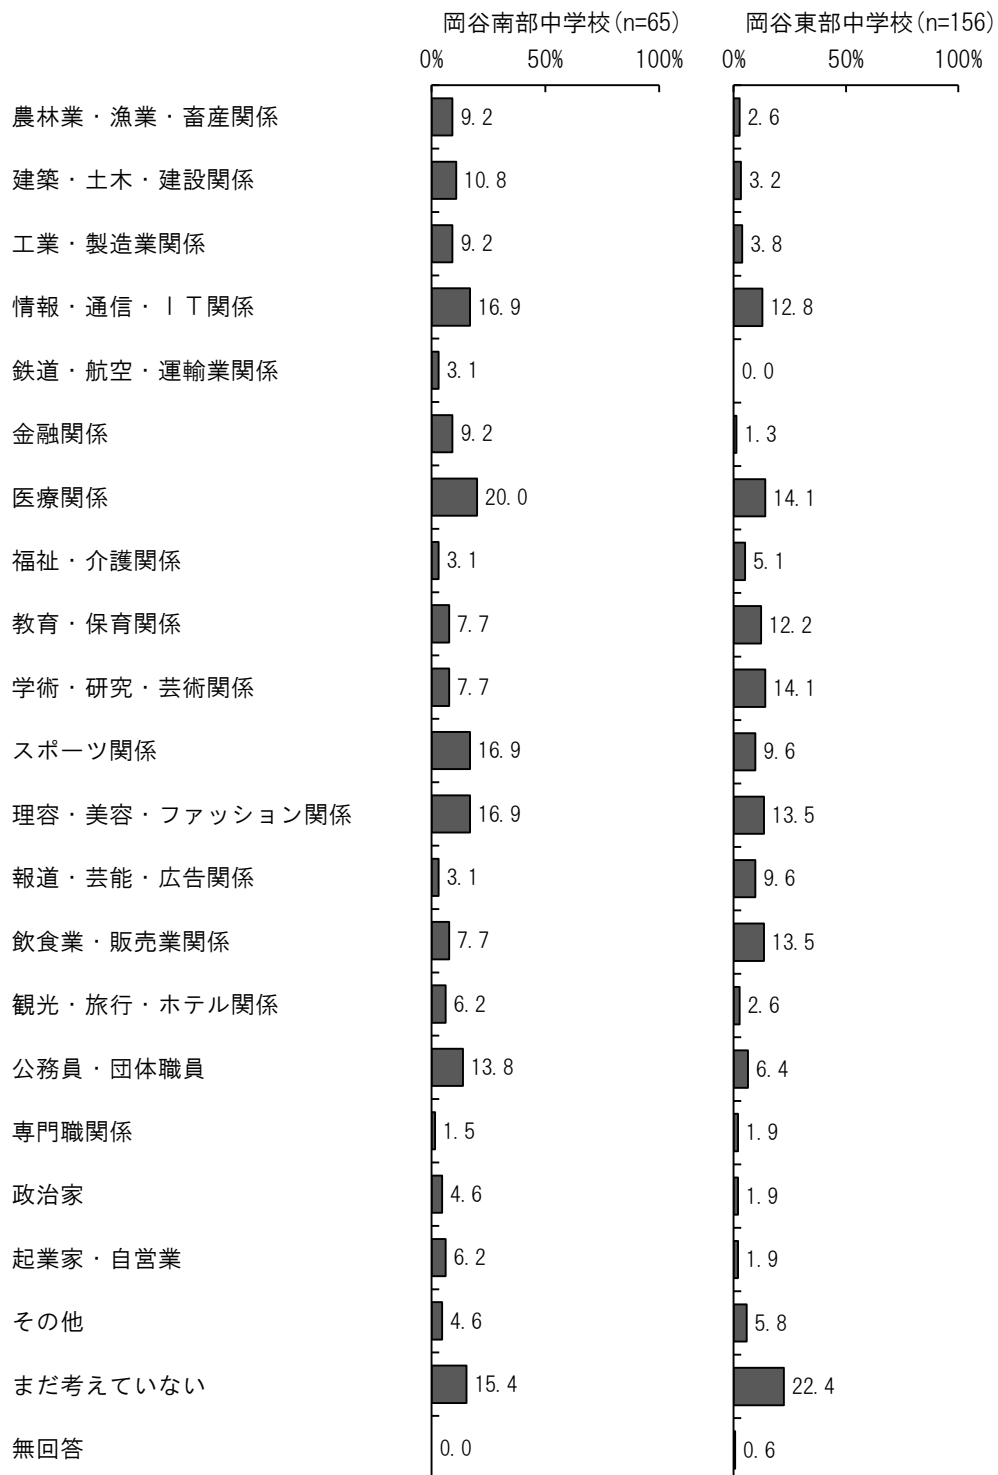 岡谷南部中学校(n=65) 岡谷東部中学校(n=156)
0% 50% 100% 0% 50% 100%
農林業・漁業・畜産関係 9.2 2.6
建築・土木・建設関係 10.8 3.2
工業・製造業関係 9.2 3.8
情報・通信・ＩＴ関係 16.9 12.8
鉄道・航空・運輸業関係 3.1 0.0
金融関係 9.2 1.3
医療関係 20.0 14.1
福祉・介護関係 3.1 5.1
教育・保育関係 7.7 12.2
学術・研究・芸術関係 7.7 14.1
スポーツ関係 16.9 9.6
理容・美容・ファッション関係 16.9 13.5
報道・芸能・広告関係 3.1 9.6
飲食業・販売業関係 7.7 13.5
観光・旅行・ホテル関係 6.2 2.6
公務員・団体職員 13.8 6.4
専門職関係 1.5 1.9
政治家 4.6 1.9
起業家・自営業 6.2 1.9
その他 4.6 5.8
まだ考えていない 15.4 22.4
無回答 0.0 0.6